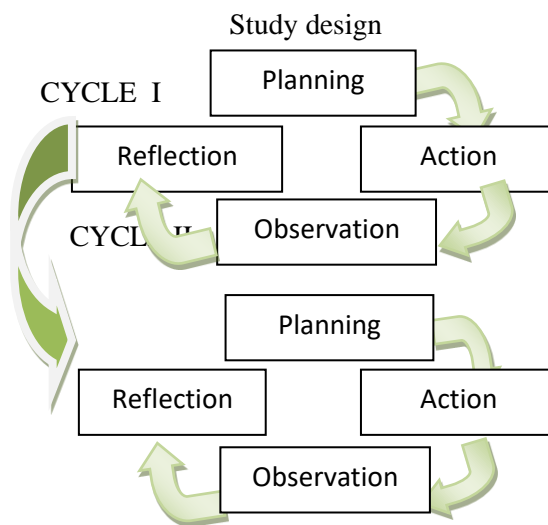 Study design
Planning
CYCLE I
Reflection
Action
Observation
Planning
Reflection
Action
Observation